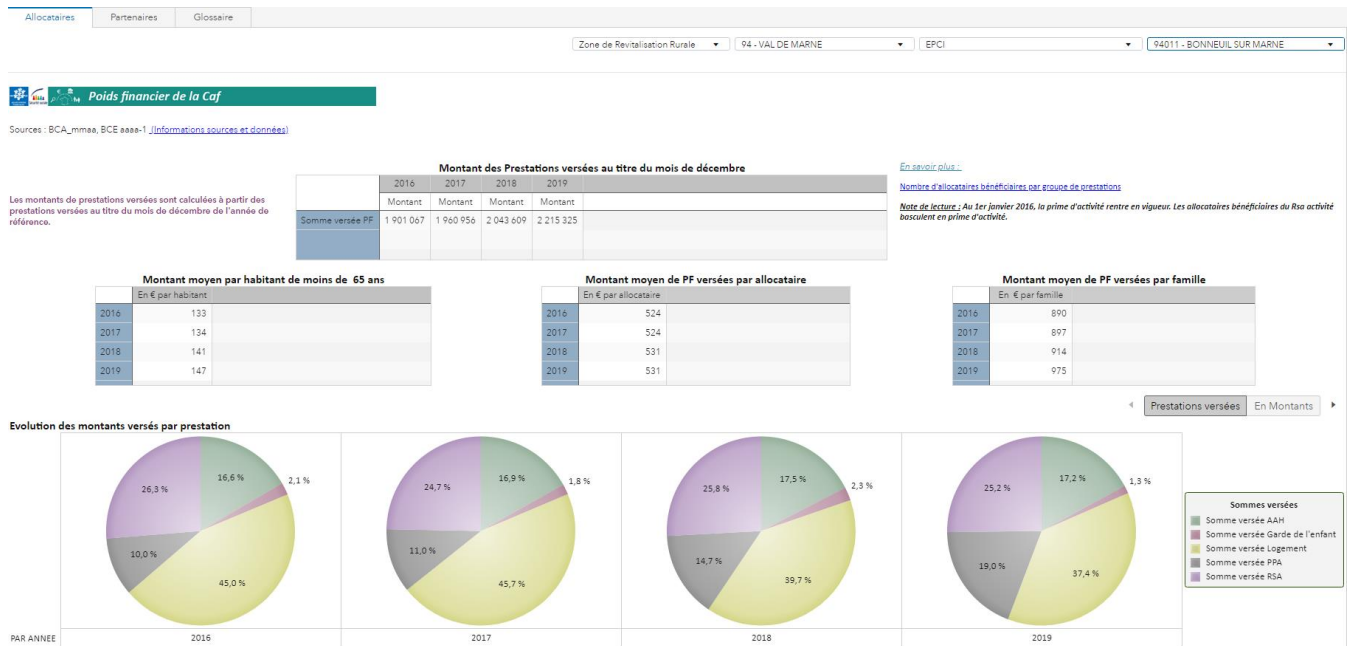 Allocataires Partenaires Glossaire
Zone de Revitalisation Rurale 94 - VAL DE MARNE EPCI 94011 - BONNEUIL SUR MARNE
Poids financier de la Caf
Sources : BCA_mmaa, BCE aaaa-1 (Informations sources et données)
Montant des Prestations versées au titre du mois de décembre
2016 2017 2018 2019
Montant Montant Montant Montant
Somme versée PF 1 901 067 1 960 956 2 043 609 2 215 325
Les montants de prestations versées sont calculées à partir des
prestations versées au titre du mois de décembre de l'année de
référence.
En savoir plus :
Nombre d'allocataires bénéficiaires par groupe de prestations
Note de lecture : Au 1er janvier 2016, la prime d'activité rentre en vigueur. Les allocataires bénéficiaires du Rsa activité
basculent en prime d'activité.
Montant moyen par habitant de moins de 65 ans
En € par habitant
2016 133
2017 134
2018 141
2019 147
Montant moyen de PF versées par allocataire
En € par allocataire
2016 524
2017 524
2018 531
2019 531
Montant moyen de PF versées par famille
En € par famille
2016 890
2017 897
2018 914
2019 975
Prestations versées En Montants
Evolution des montants versés par prestation
26,3 % 16,6 % 2,1 %
10,0 % 45,0 %
24,7 % 16,9 % 1,8 %
11,0 % 45,7 %
25,8 % 17,5 % 2,3 %
14,7 % 39,7 %
25,2 % 17,2 % 1,3 %
19,0 % 37,4 %
Sommes versées
Somme versée AAH
Somme versée Garde de l'enfant
Somme versée Logement
Somme versée PPA
Somme versée RSA
PAR ANNEE 2016 2017 2018 2019